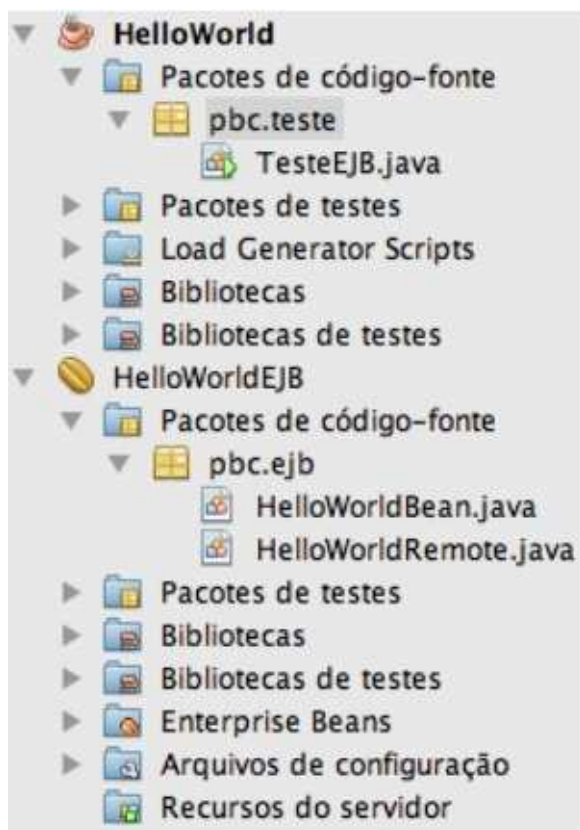 HelloWorld
Pacotes de código-fonte
pbc.teste
TesteEJB.java
Pacotes de testes
Load Generator Scripts
Bibliotecas
Bibliotecas de testes
HelloWorldEJB
Pacotes de código-fonte
pbc.ejb
HelloWorldBean.java
HelloWorldRemote.java
Pacotes de testes
Bibliotecas
Bibliotecas de testes
Enterprise Beans
Arquivos de configuração
Recursos do servidor